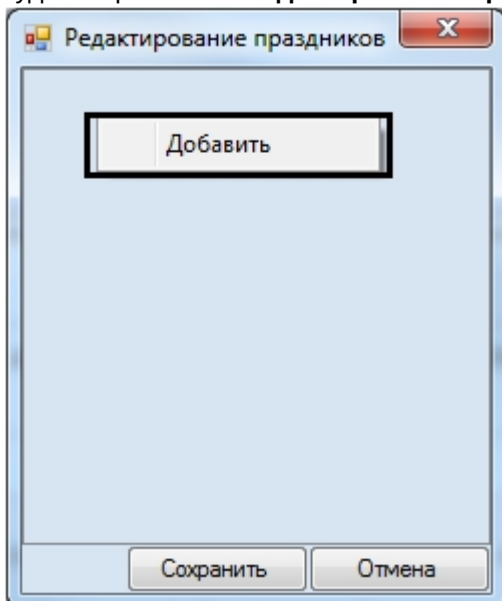 Редактирование праздников
Добавить
Сохранить
Отмена